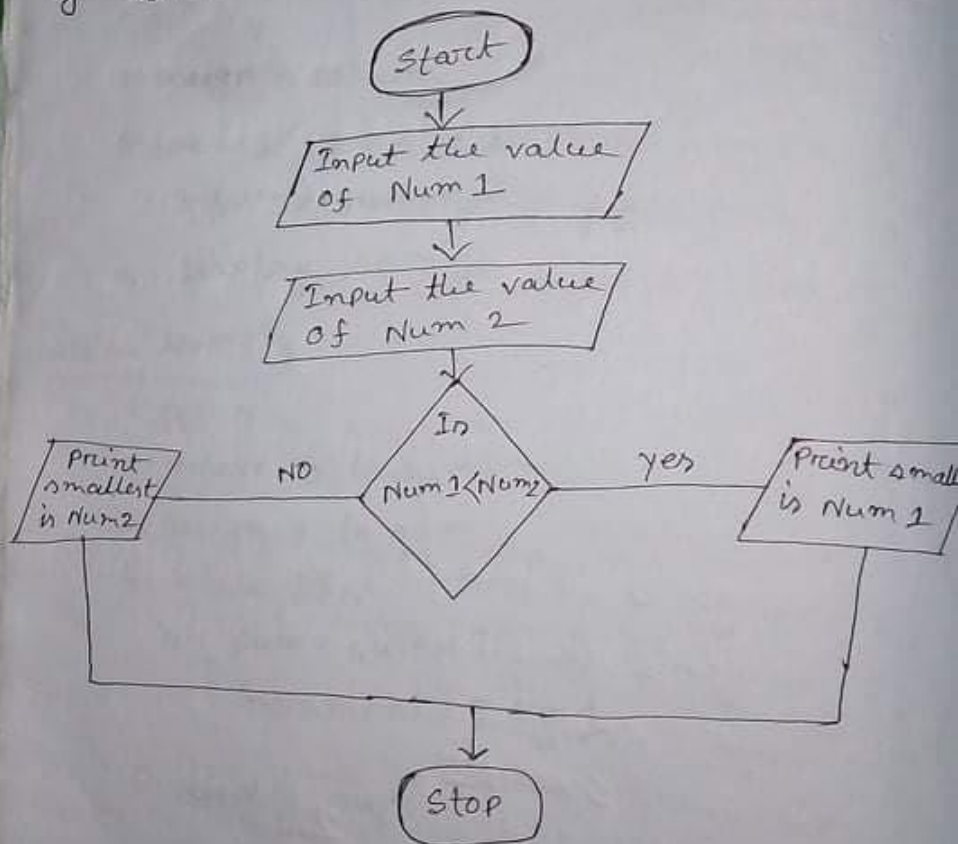 Start
Input the value
of Num 1
Input the value
of Num 2
Is
Num1<Num2
NO
yes
Print
smallest
is Num2
Print small
is Num 1
Stop